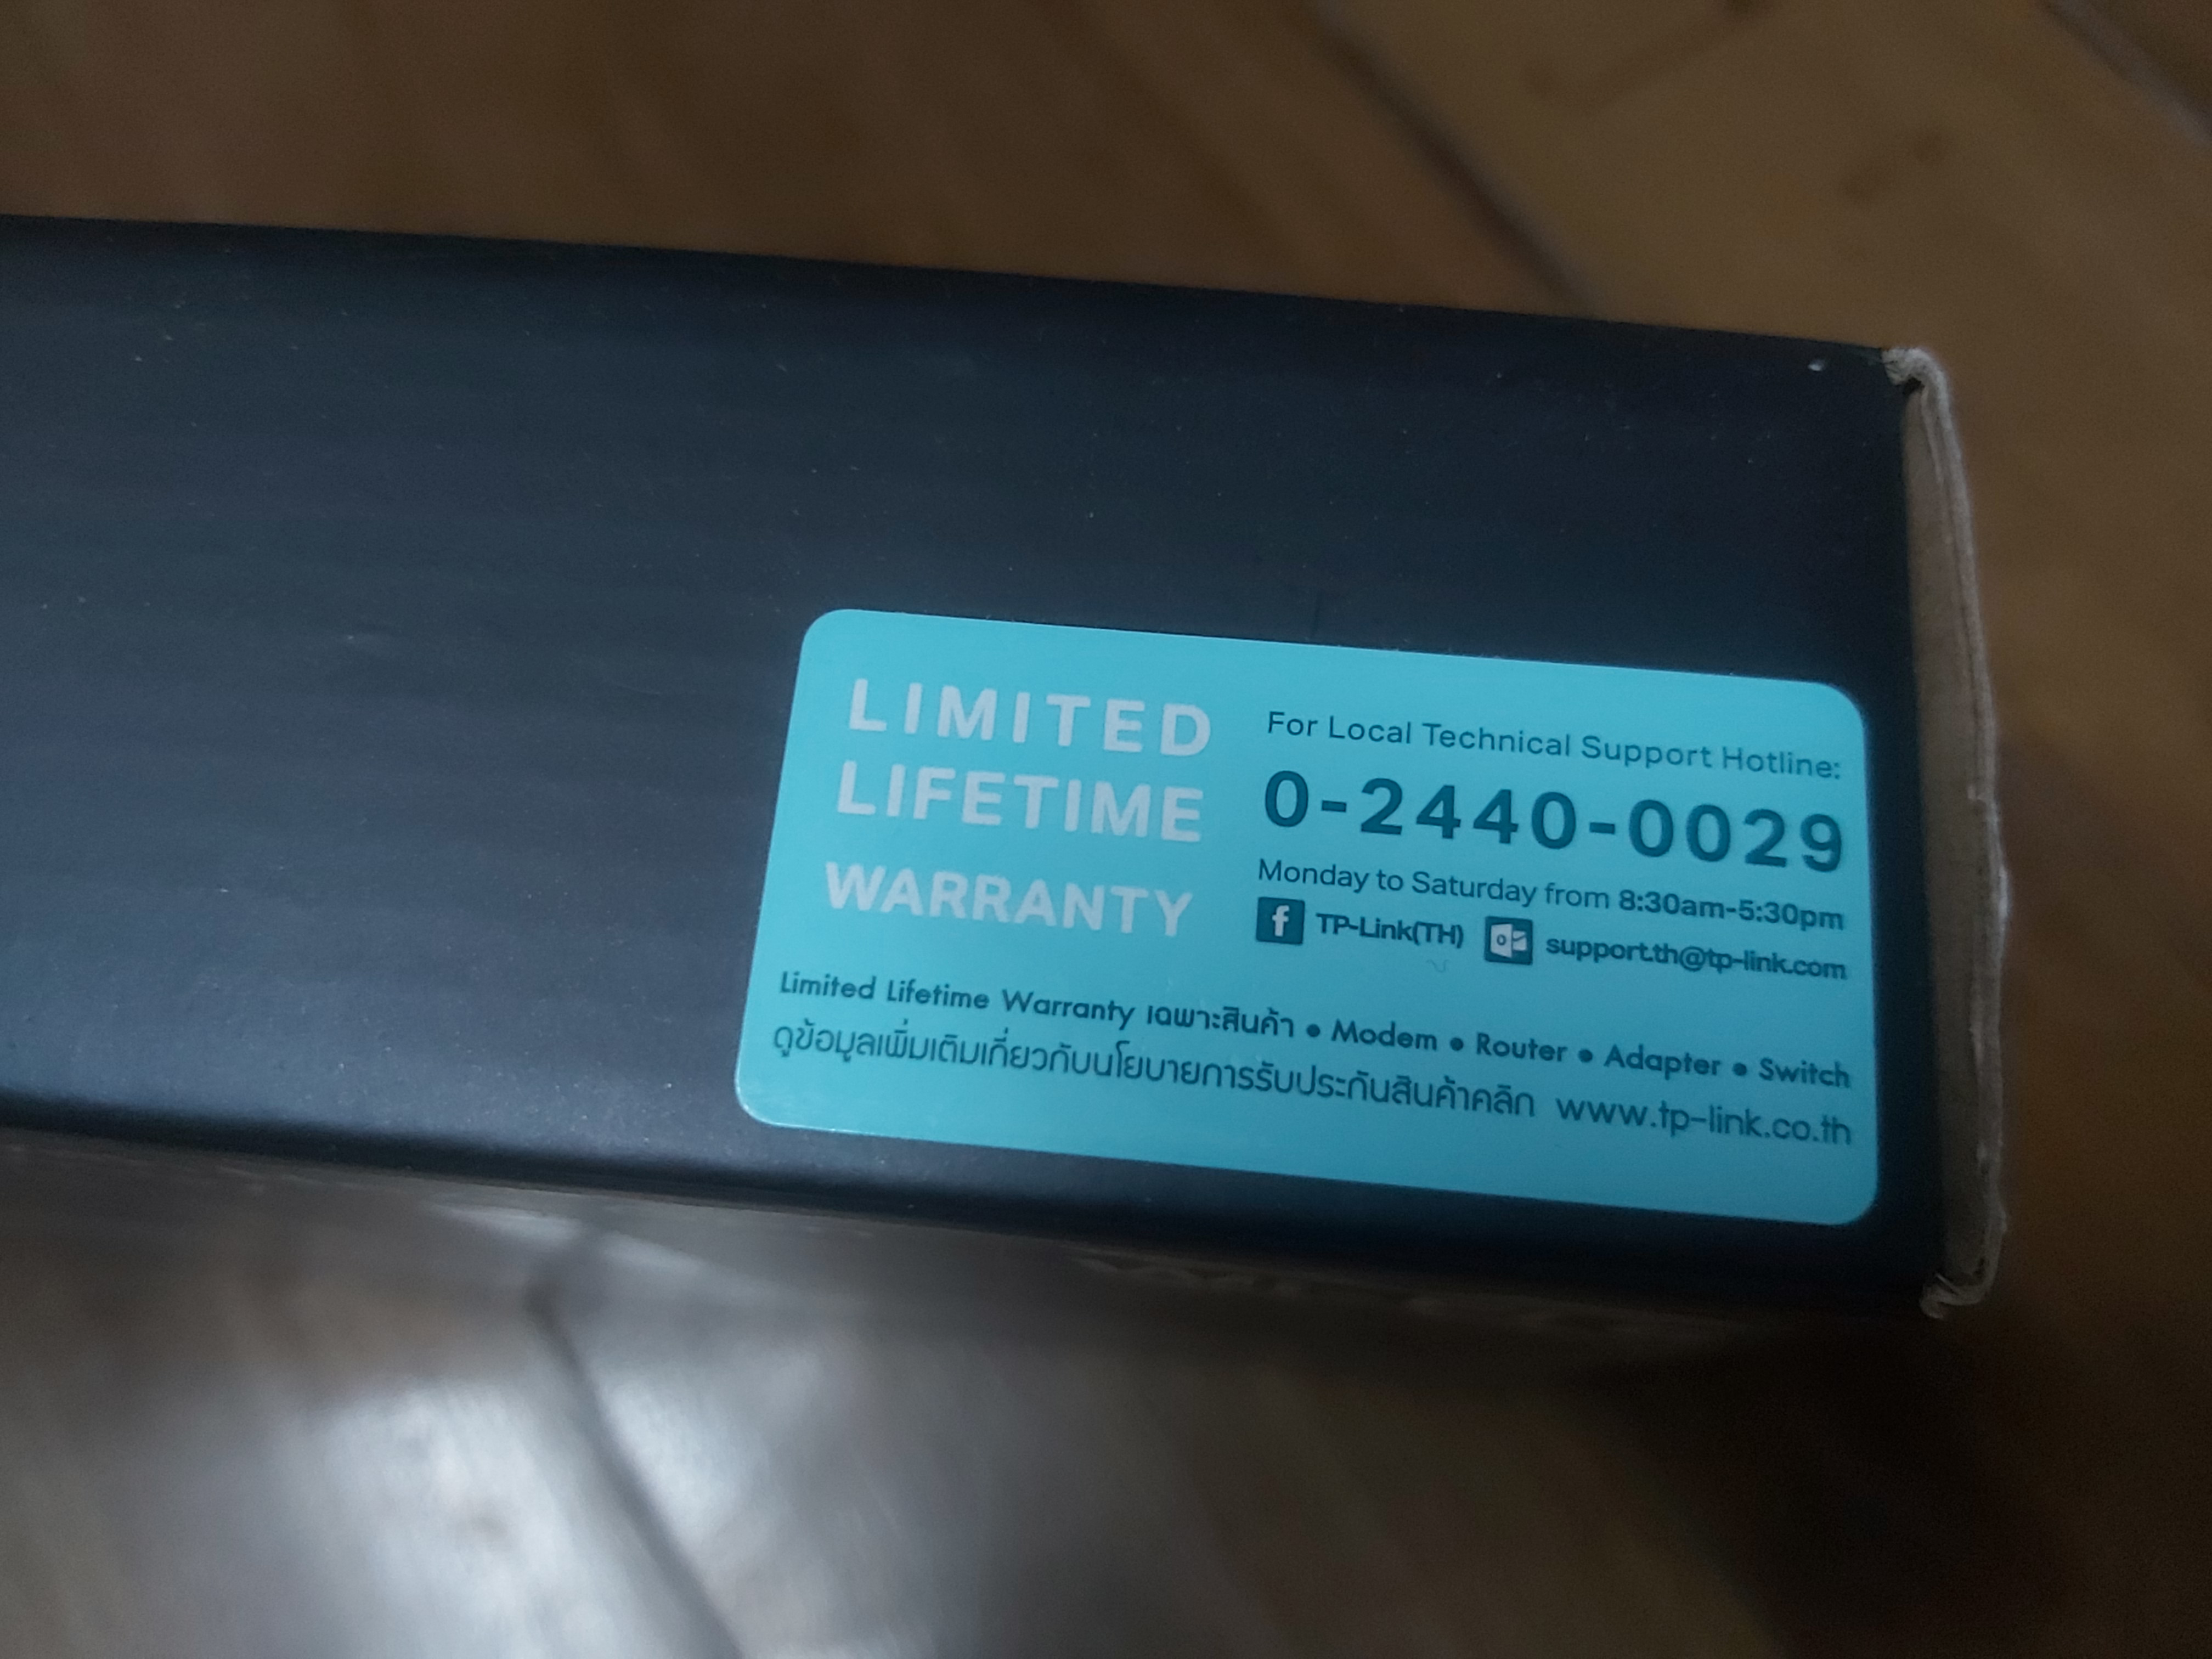 LIMITED
LIFETIME
WARRANTY
For Local Technical Support Hotline:
0-2440-0029
Monday to Saturday from 8:30am-5:30pm
TP-Link(TH) support.th@tp-link.com
Limited Lifetime Warranty เฉพาะสินค้า • Modem • Router • Adapter • Switch
ดูข้อมูลเพิ่มเติมเกี่ยวกับนโยบายการรับประกันสินค้าคลิก www.tp-link.co.th